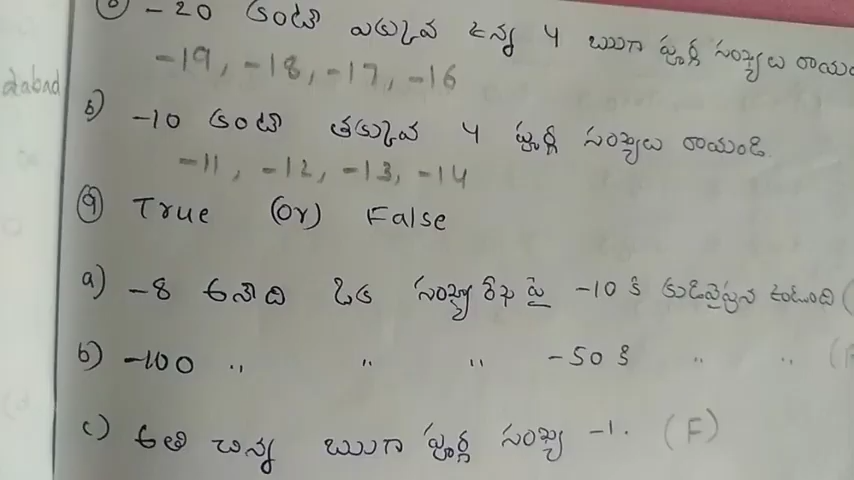 -20 కంటే ఎక్కువ ఉన్న 4 ఋణ పూర్ణ సంఖ్యలు
-19, -18, -17, -16
b) -10 కంటే తక్కువ 4 పూర్ణ సంఖ్యలు రాయండి.
-11, -12, -13, -14
9 True (or) False
a) -8 అనేది ఒక సంఖ్యరేఖ పై -10 కి కుడివైపున ఉంటుంది (
b) -100 ,, ,, ,, -50 కి ,, ,, (
c) అతి చిన్న ఋణ పూర్ణ సంఖ్య -1. (F)